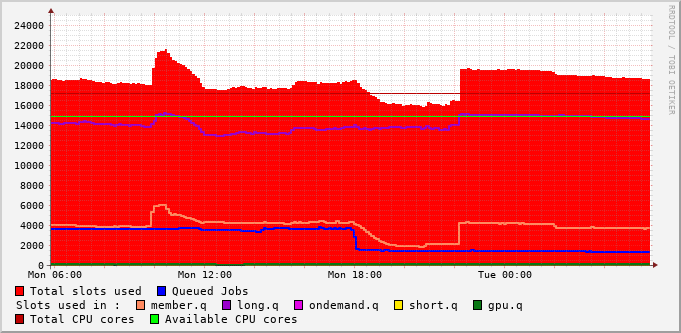 24000
22000
20000
18000
16000
14000
12000
10000
8000
6000
4000
2000
0
Mon 06:00 Mon 12:00 Mon 18:00 Tue 00:00
RRDTOOL / TOBI OETIKER
Total slots used Queued Jobs
Slots used in : member.q long.q ondemand.q short.q gpu.q
Total CPU cores Available CPU cores